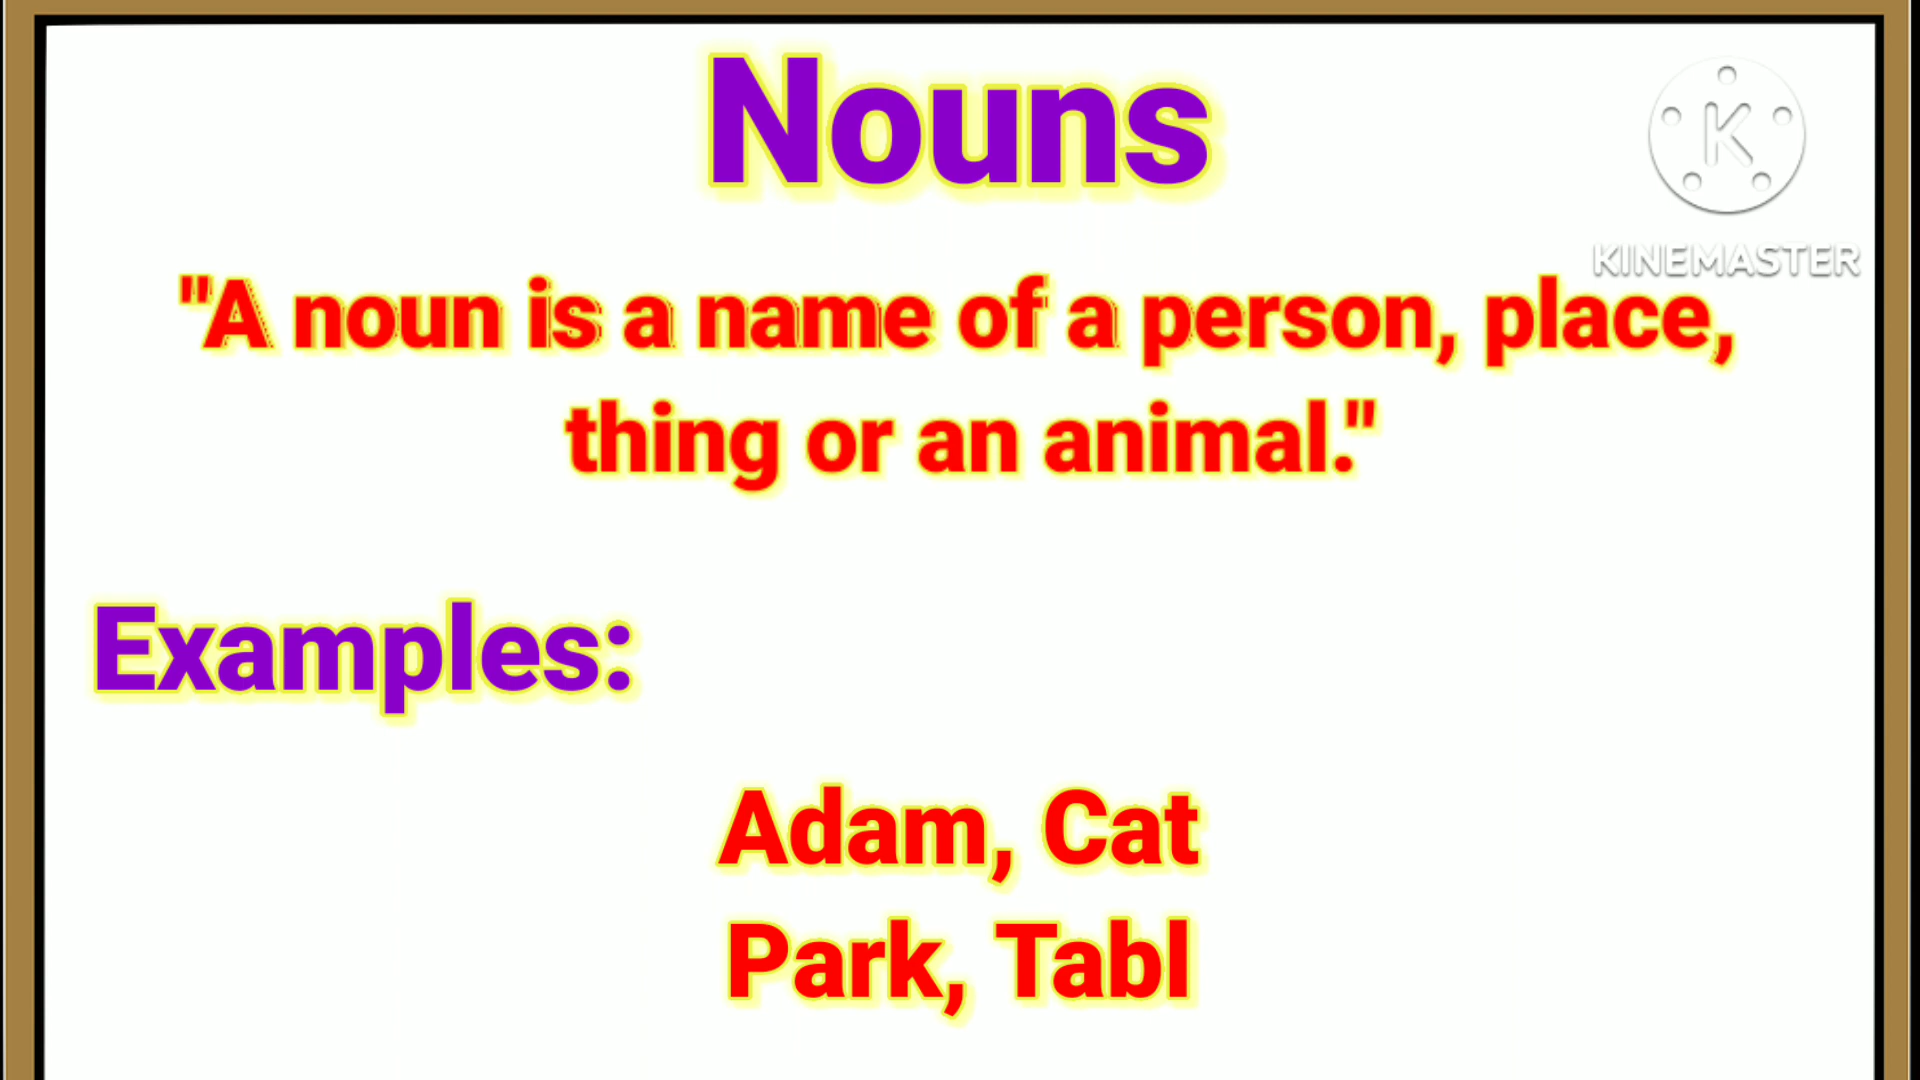 Nouns
K
KINEMASTER
"A noun is a name of a person, place,
thing or an animal."
Examples:
Adam, Cat
Park, Tabl